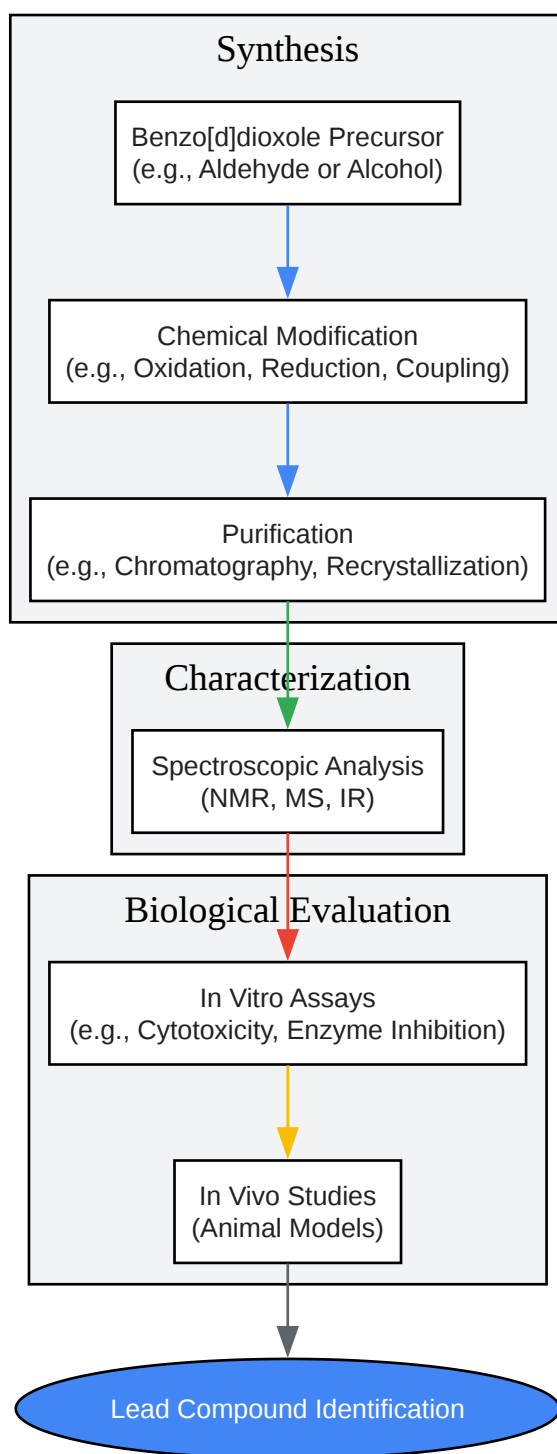 Synthesis
Benzo[d]dioxole Precursor
(e.g., Aldehyde or Alcohol)
Chemical Modification
(e.g., Oxidation, Reduction, Coupling)
Purification
(e.g., Chromatography, Recrystallization)
Characterization
Spectroscopic Analysis
(NMR, MS, IR)
Biological Evaluation
In Vitro Assays
(e.g., Cytotoxicity, Enzyme Inhibition)
In Vivo Studies
(Animal Models)
Lead Compound Identification